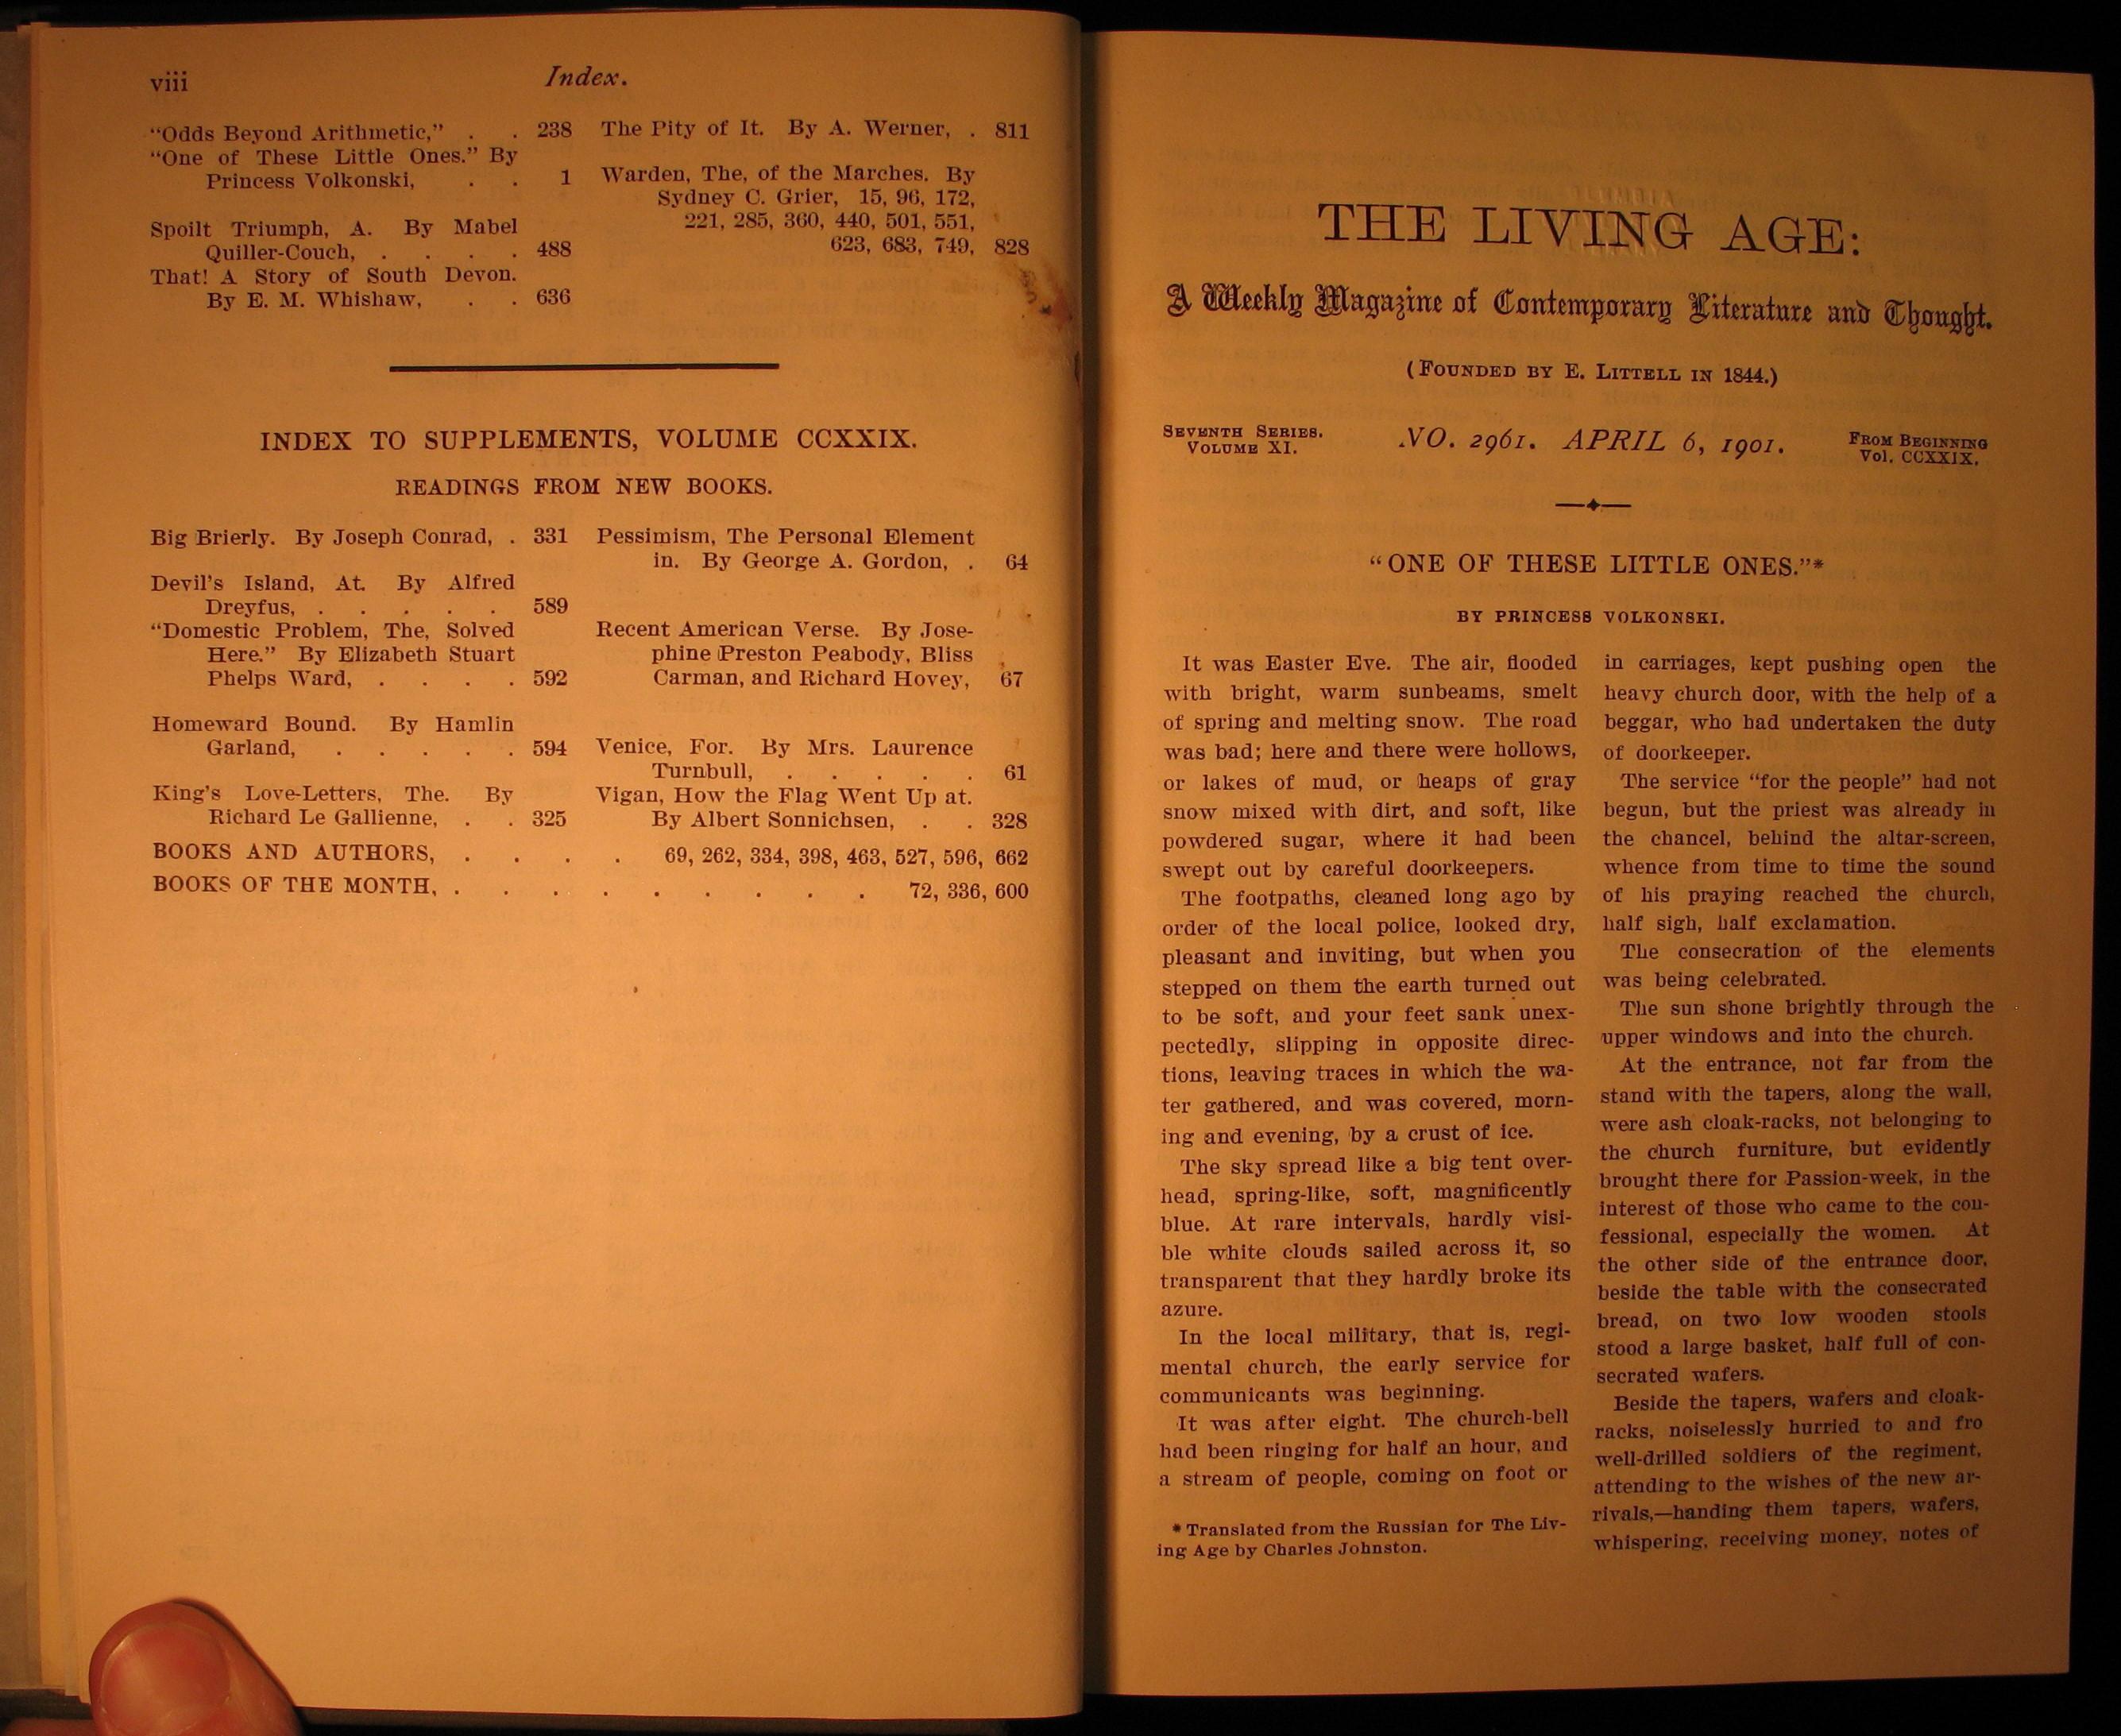 viii Index.
"Odds Beyond Arithmetic," . . 238
"One of These Little Ones." By
Princess Volkonski, . . 1
Spoilt Triumph, A. By Mabel
Quiller-Couch, . . . . 488
That! A Story of South Devon.
By E. M. Whishaw, . . 636
The Pity of It. By A. Werner, . 811
Warden, The, of the Marches. By
Sydney C. Grier, 15, 96, 172,
221, 285, 360, 440, 501, 551,
623, 683, 749, 828
INDEX TO SUPPLEMENTS, VOLUME CCXXIX.
READINGS FROM NEW BOOKS.
Big Brierly. By Joseph Conrad, . 331
Devil's Island, At. By Alfred
Dreyfus, . . . . . 589
"Domestic Problem, The, Solved
Here." By Elizabeth Stuart
Phelps Ward, . . . . 592
Homeward Bound. By Hamlin
Garland, . . . . . 594
King's Love-Letters, The. By
Richard Le Gallienne, . . 325
Pessimism, The Personal Element
in. By George A. Gordon, . 64
Recent American Verse. By Jose-
phine Preston Peabody, Bliss
Carman, and Richard Hovey, 67
Venice, For. By Mrs. Laurence
Turnbull, . . . . . 61
Vigan, How the Flag Went Up at.
By Albert Sonnichsen, . . 328
BOOKS AND AUTHORS, . . . . 69, 262, 334, 398, 463, 527, 596, 662
BOOKS OF THE MONTH, . . . . . . . . . 72, 336, 600
THE LIVING AGE:
A Weekly Magazine of Contemporary Literature and Thought.
(FOUNDED BY E. LITTELL IN 1844.)
SEVENTH SERIES.
VOLUME XI.
NO. 2961. APRIL 6, 1901.
FROM BEGINNING
Vol. CCXXIX.
"ONE OF THESE LITTLE ONES."*
BY PRINCESS VOLKONSKI.
It was Easter Eve. The air, flooded
with bright, warm sunbeams, smelt
of spring and melting snow. The road
was bad; here and there were hollows,
or lakes of mud, or heaps of gray
snow mixed with dirt, and soft, like
powdered sugar, where it had been
swept out by careful doorkeepers.
The footpaths, cleaned long ago by
order of the local police, looked dry,
pleasant and inviting, but when you
stepped on them the earth turned out
to be soft, and your feet sank unex-
pectedly, slipping in opposite direc-
tions, leaving traces in which the wa-
ter gathered, and was covered, morn-
ing and evening, by a crust of ice.
The sky spread like a big tent over-
head, spring-like, soft, magnificently
blue. At rare intervals, hardly visi-
ble white clouds sailed across it, so
transparent that they hardly broke its
azure.
In the local military, that is, regi-
mental church, the early service for
communicants was beginning.
It was after eight. The church-bell
had been ringing for half an hour, and
a stream of people, coming on foot or
* Translated from the Russian for The Liv-
ing Age by Charles Johnston.
in carriages, kept pushing open the
heavy church door, with the help of a
beggar, who had undertaken the duty
of doorkeeper.
The service "for the people" had not
begun, but the priest was already in
the chancel, behind the altar-screen,
whence from time to time the sound
of his praying reached the church,
half sigh, half exclamation.
The consecration of the elements
was being celebrated.
The sun shone brightly through the
upper windows and into the church.
At the entrance, not far from the
stand with the tapers, along the wall,
were ash cloak-racks, not belonging to
the church furniture, but evidently
brought there for Passion-week, in the
interest of those who came to the con-
fessional, especially the women. At
the other side of the entrance door,
beside the table with the consecrated
bread, on two low wooden stools
stood a large basket, half full of con-
secrated wafers.
Beside the tapers, wafers and cloak-
racks, noiselessly hurried to and fro
well-drilled soldiers of the regiment,
attending to the wishes of the new ar-
rivals,—handing them tapers, wafers,
whispering, receiving money, notes of